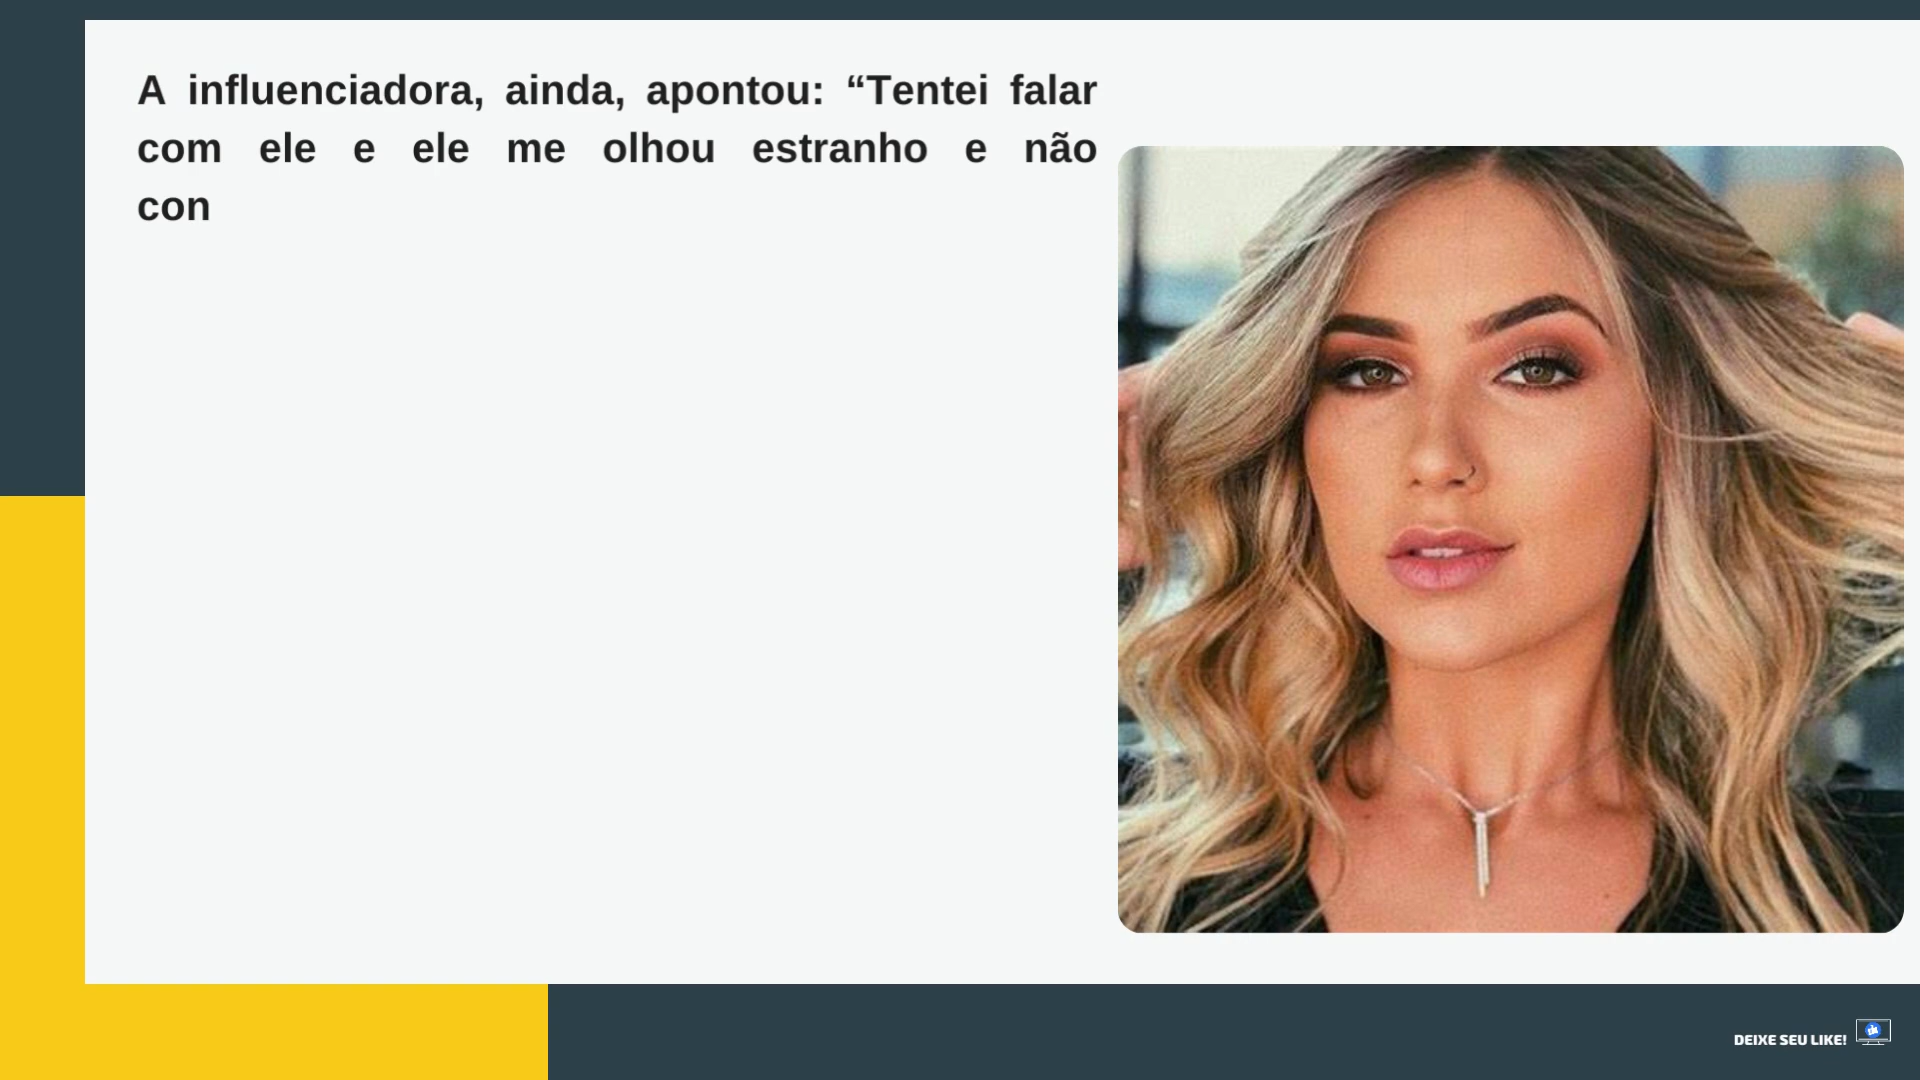 A influenciadora, ainda, apontou: “Tentei falar
com ele e ele me olhou estranho e não
con
DEIXE SEU LIKE!